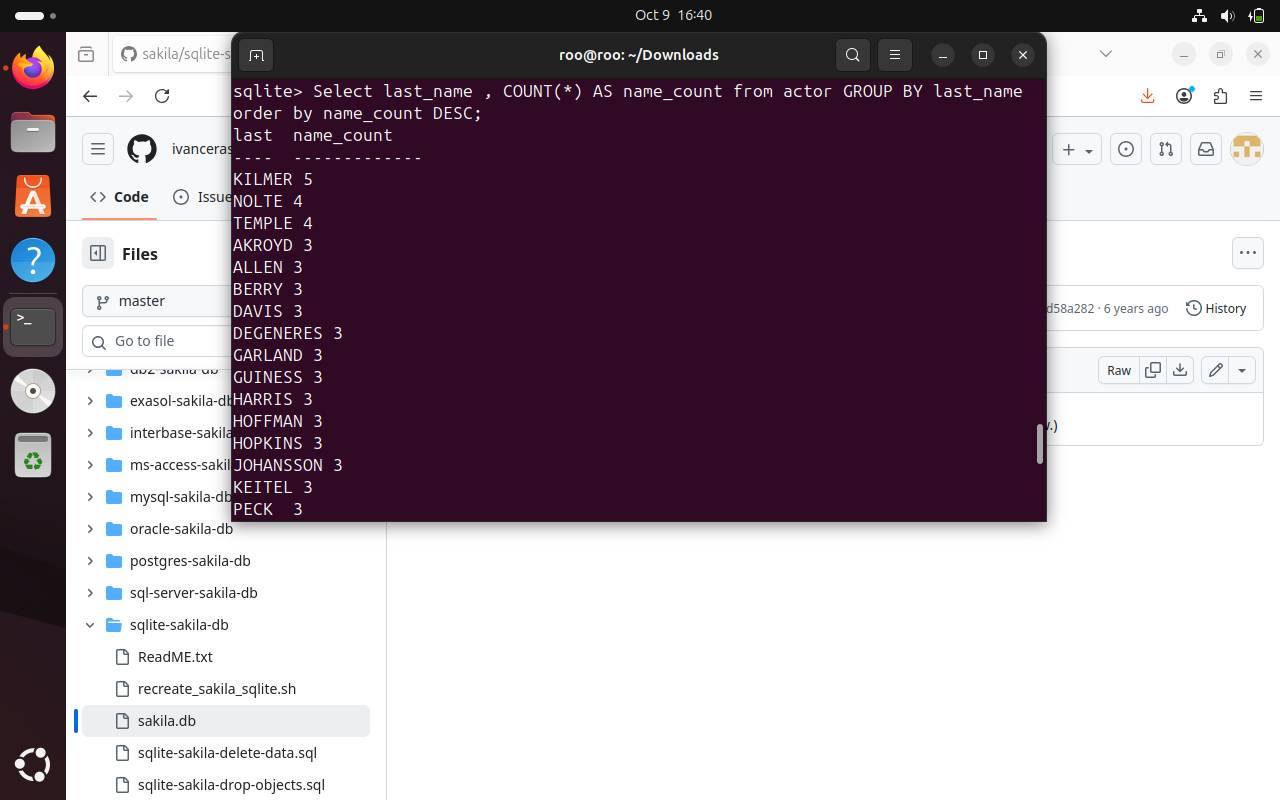 Oct 9 16:40
sakila/sqlite-s
roo@roo: ~/Downloads
sqlite> Select last_name , COUNT(*) AS name_count from actor GROUP BY last_name
order by name_count DESC;
last  name_count
----  -------------
KILMER 5
NOLTE 4
TEMPLE 4
AKROYD 3
ALLEN 3
BERRY 3
DAVIS 3
DEGENERES 3
GARLAND 3
GUINESS 3
HARRIS 3
HOFFMAN 3
HOPKINS 3
JOHANSSON 3
KEITEL 3
PECK  3
ivanceras
Code
Issue
Files
master
Go to file
db2-sakila-db
exasol-sakila-db
interbase-sakila
ms-access-sakil
mysql-sakila-db
oracle-sakila-db
postgres-sakila-db
sql-server-sakila-db
sqlite-sakila-db
ReadME.txt
recreate_sakila_sqlite.sh
sakila.db
sqlite-sakila-delete-data.sql
sqlite-sakila-drop-objects.sql
d58a282 · 6 years ago
History
Raw